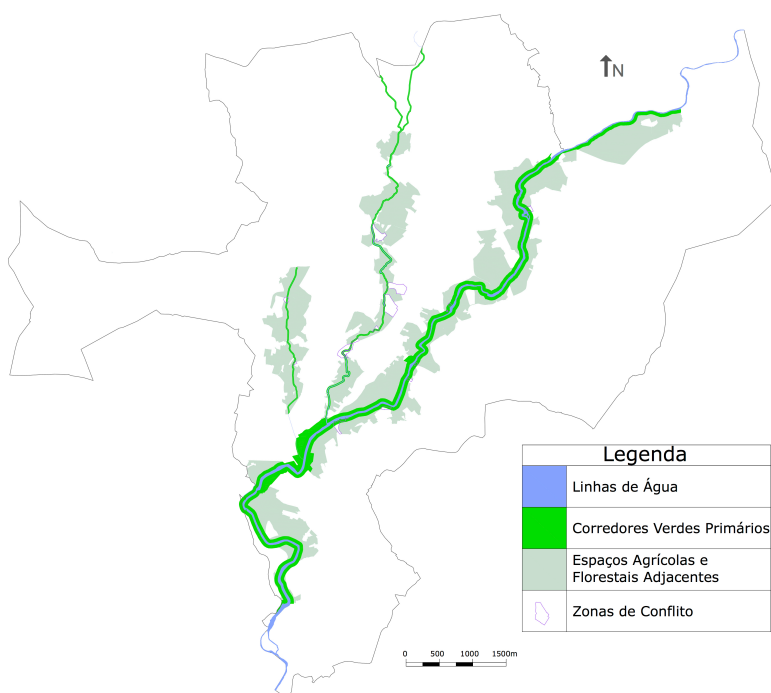 N
Legenda
Linhas de Água
Corredores Verdes Primários
Espaços Agrícolas e
Florestais Adjacentes
Zonas de Conflito
0 500 1000 1500m